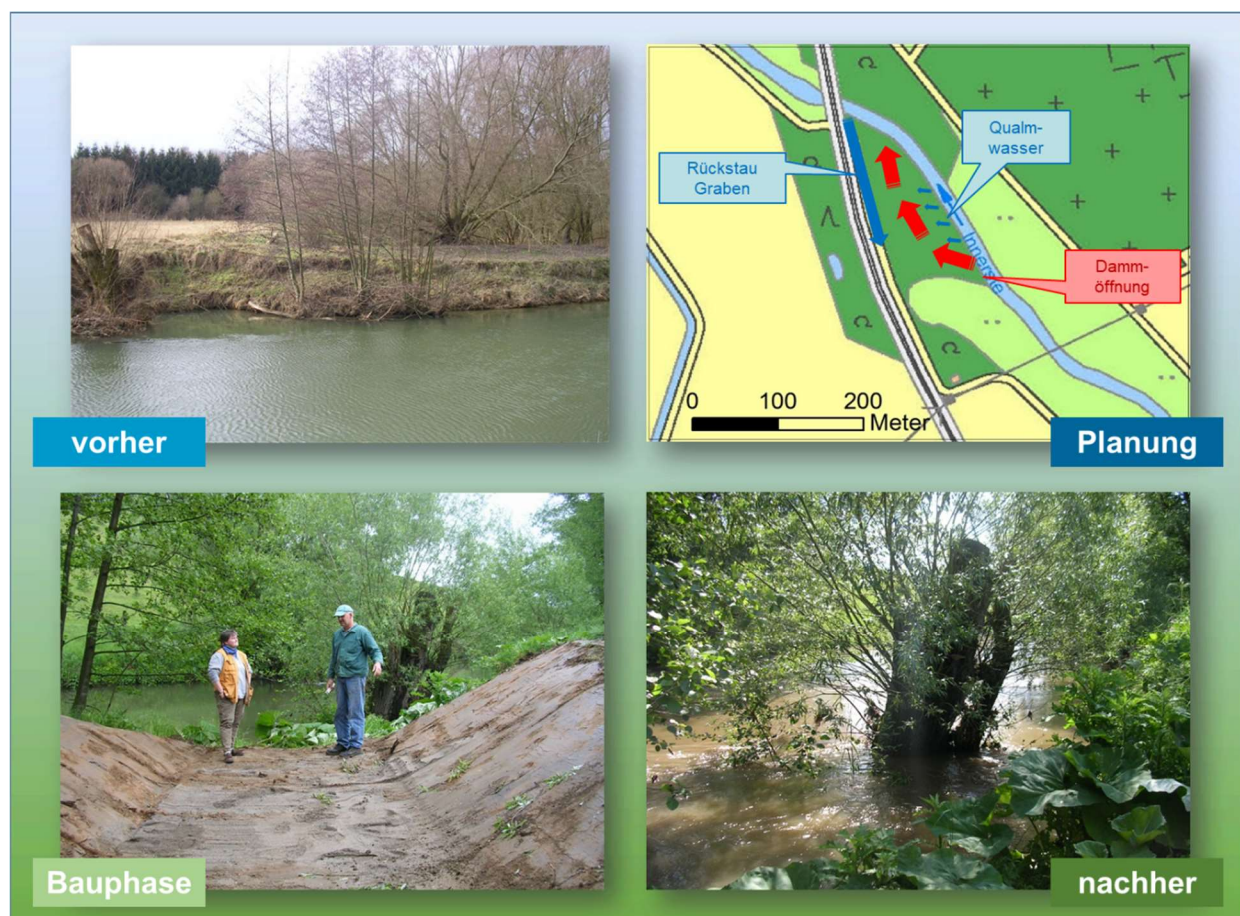 vorher
Rückstau
Graben
Qualm-
wasser
Innerste
Damm-
öffnung
0 100 200
Meter
Planung
Bauphase
nachher